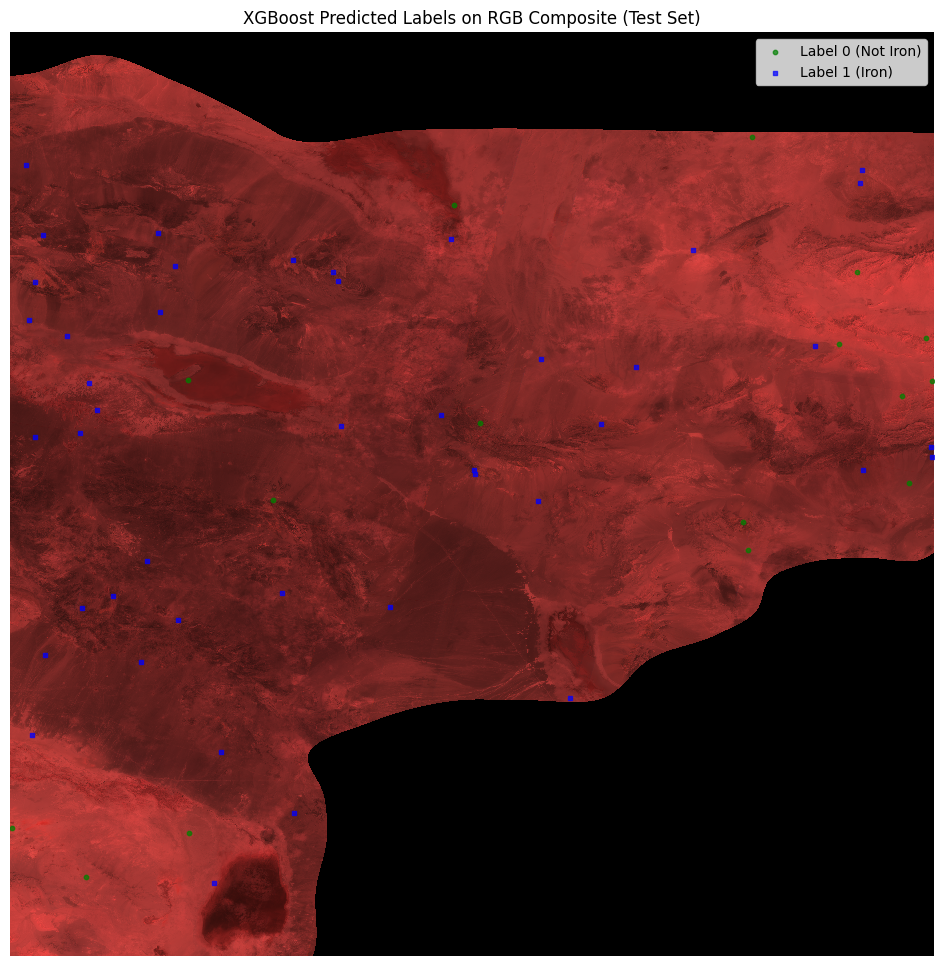 XGBoost Predicted Labels on RGB Composite (Test Set)
Label 0 (Not Iron)
Label 1 (Iron)